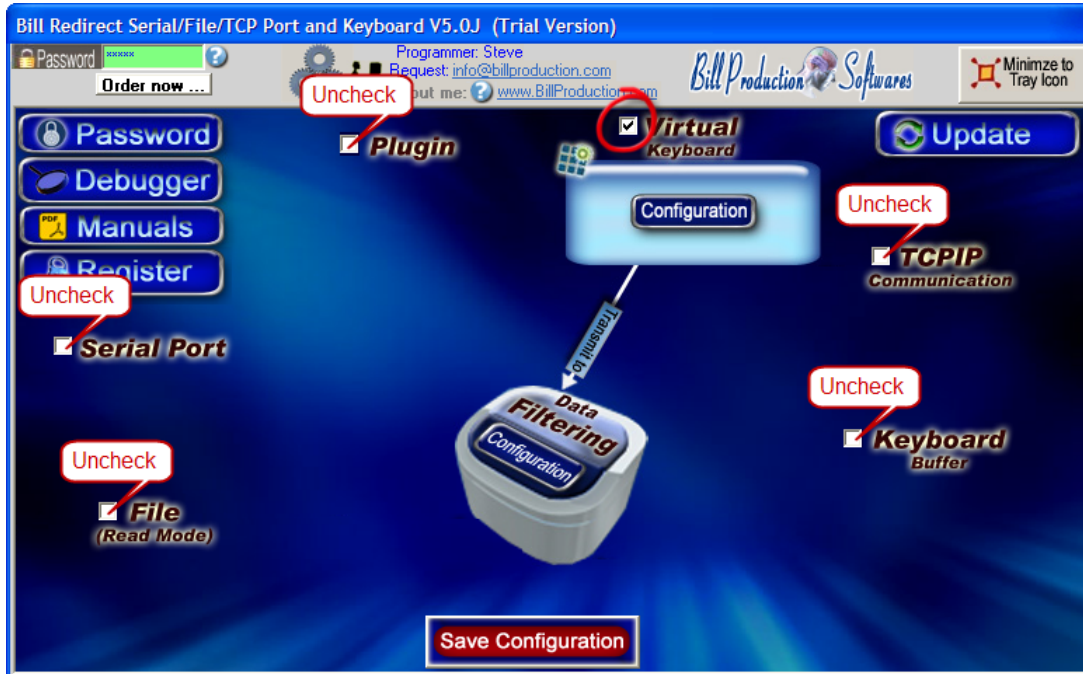 Bill Redirect Serial/File/TCP Port and Keyboard V5.0J (Trial Version)
Password xxxxx ?
Order now ...
Programmer: Steve
Request: info@billproduction.com
out me: ? www.BillProduction.com
Bill Production Softwares
Minimze to
Tray Icon
Password
Debugger
PDF Manuals
Register
Update
Uncheck
Plugin
Virtual
Keyboard
Configuration
Uncheck
TCPIP
Communication
Uncheck
Serial Port
Transmit to
Data
Filtering
Configuration
Uncheck
Keyboard
Buffer
Uncheck
File
(Read Mode)
Save Configuration